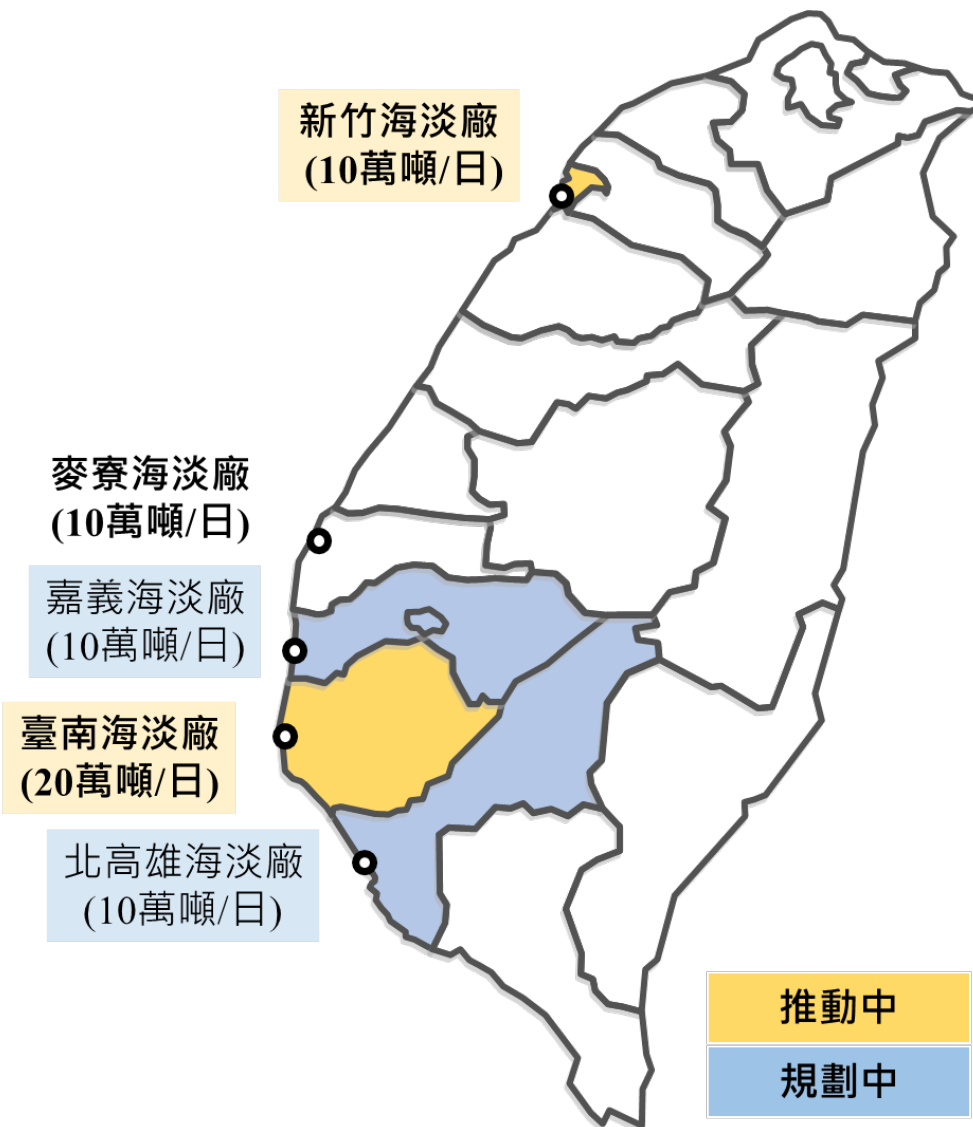 新竹海淡廠
(10萬噸/日)
麥寮海淡廠
(10萬噸/日)
嘉義海淡廠
(10萬噸/日)
臺南海淡廠
(20萬噸/日)
北高雄海淡廠
(10萬噸/日)
推動中
規劃中